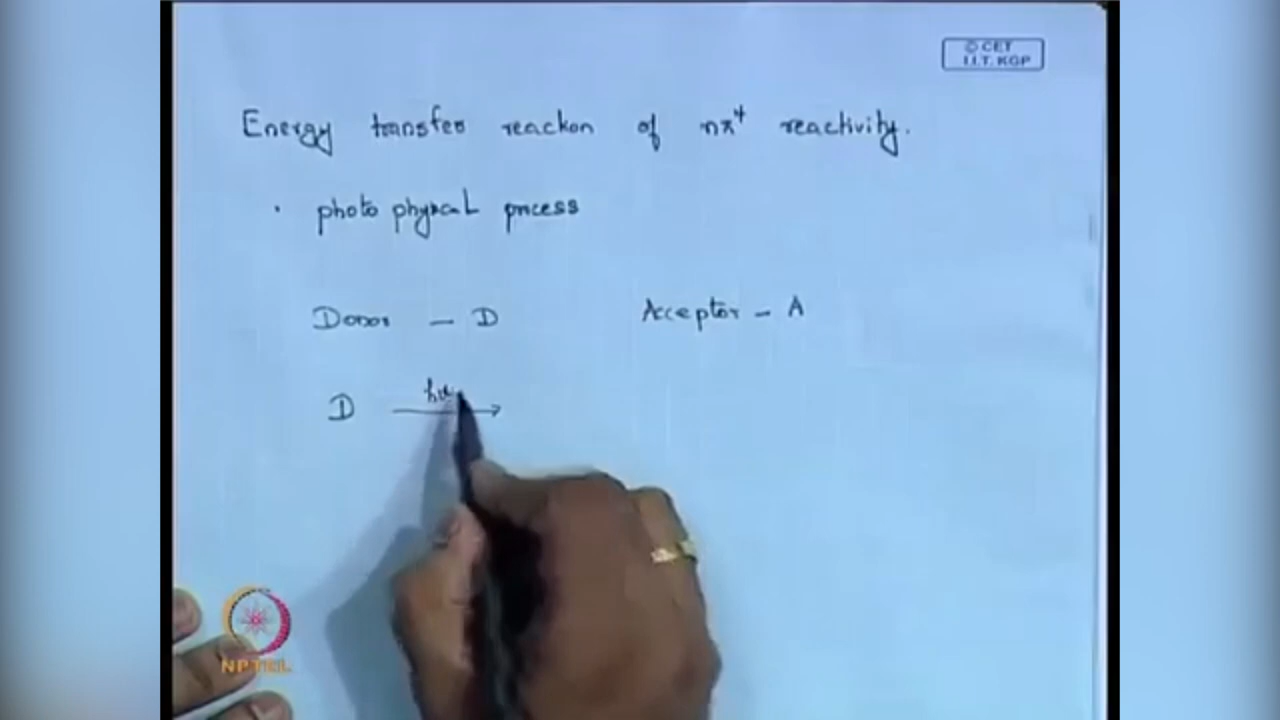 © CET
I.I.T. KGP
Energy transfer reaction of nπ* reactivity.
· photo physical process
Donor – D Acceptor – A
D hν →
NPTEL